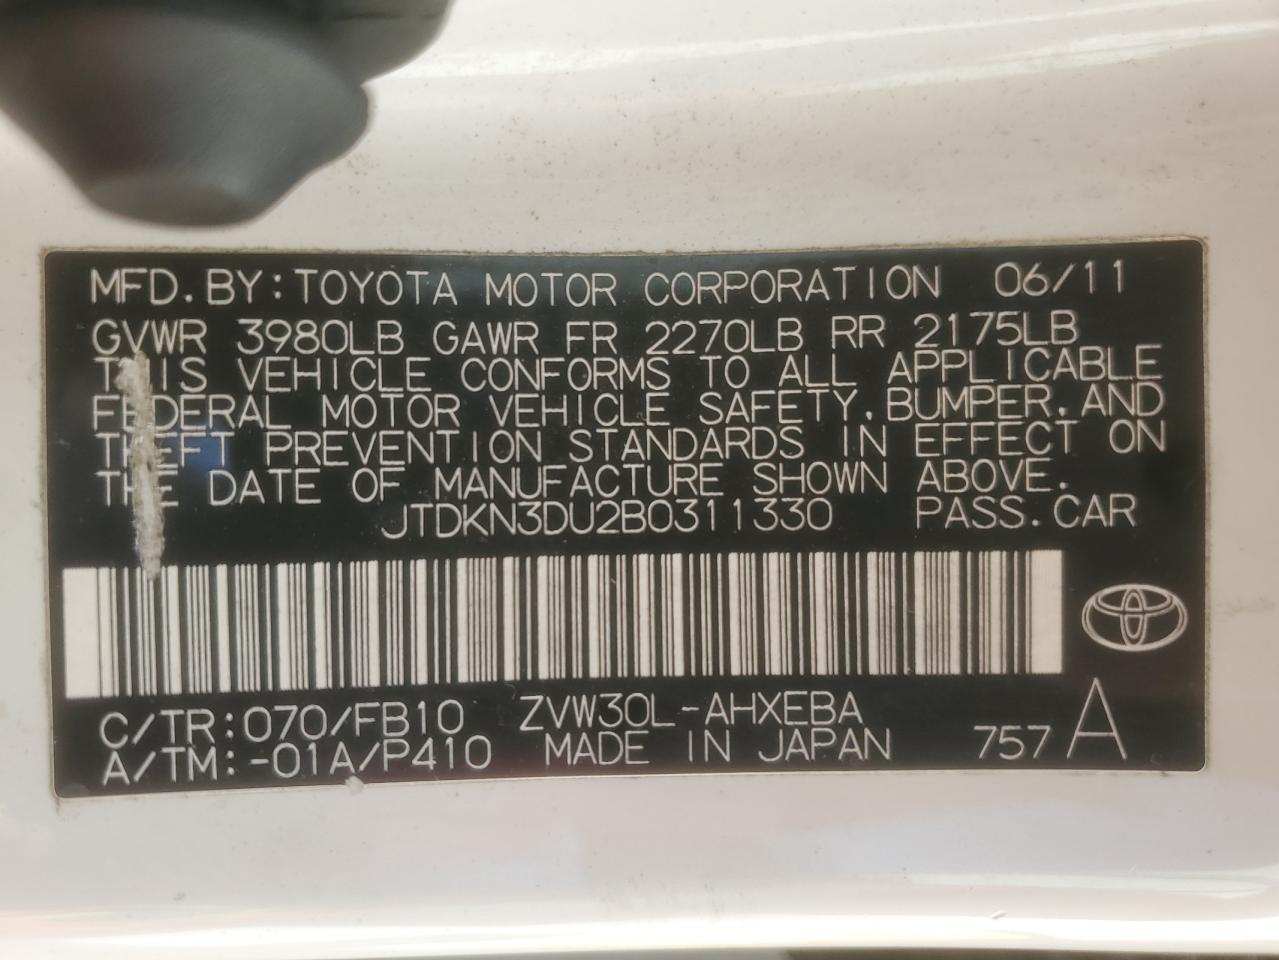 MFD.BY:TOYOTA MOTOR CORPORATION 06/11
GVWR 3980LB GAWR FR 2270LB RR 2175LB
THIS VEHICLE CONFORMS TO ALL APPLICABLE
FEDERAL MOTOR VEHICLE SAFETY,BUMPER,AND
THEFT PREVENTION STANDARDS IN EFFECT ON
THE DATE OF MANUFACTURE SHOWN ABOVE.
JTDKN3DU2B0311330 PASS.CAR
C/TR:070/FB10 ZVW30L-AHXEBA
A/TM:-01A/P410 MADE IN JAPAN 757 A